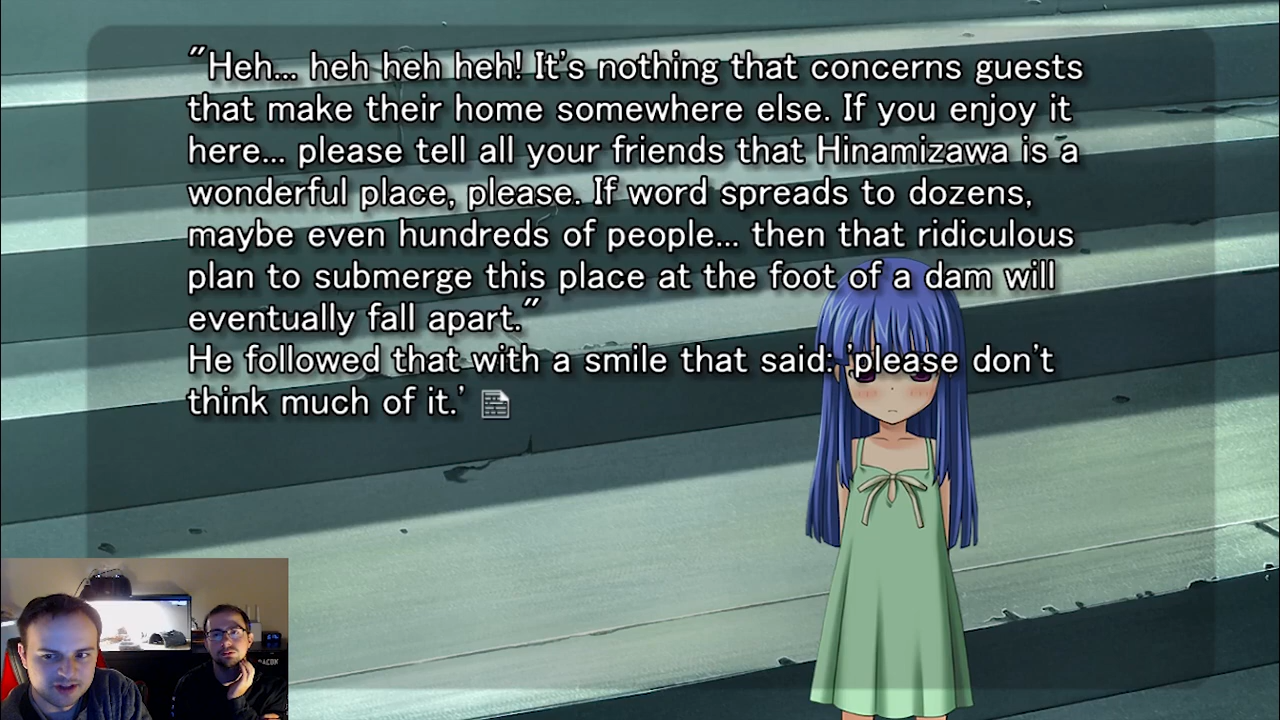 "Heh... heh heh heh! It's nothing that concerns guests
that make their home somewhere else. If you enjoy it
here... please tell all your friends that Hinamizawa is a
wonderful place, please. If word spreads to dozens,
maybe even hundreds of people... then that ridiculous
plan to submerge this place at the foot of a dam will
eventually fall apart."
He followed that with a smile that said: 'please don't
think much of it.'